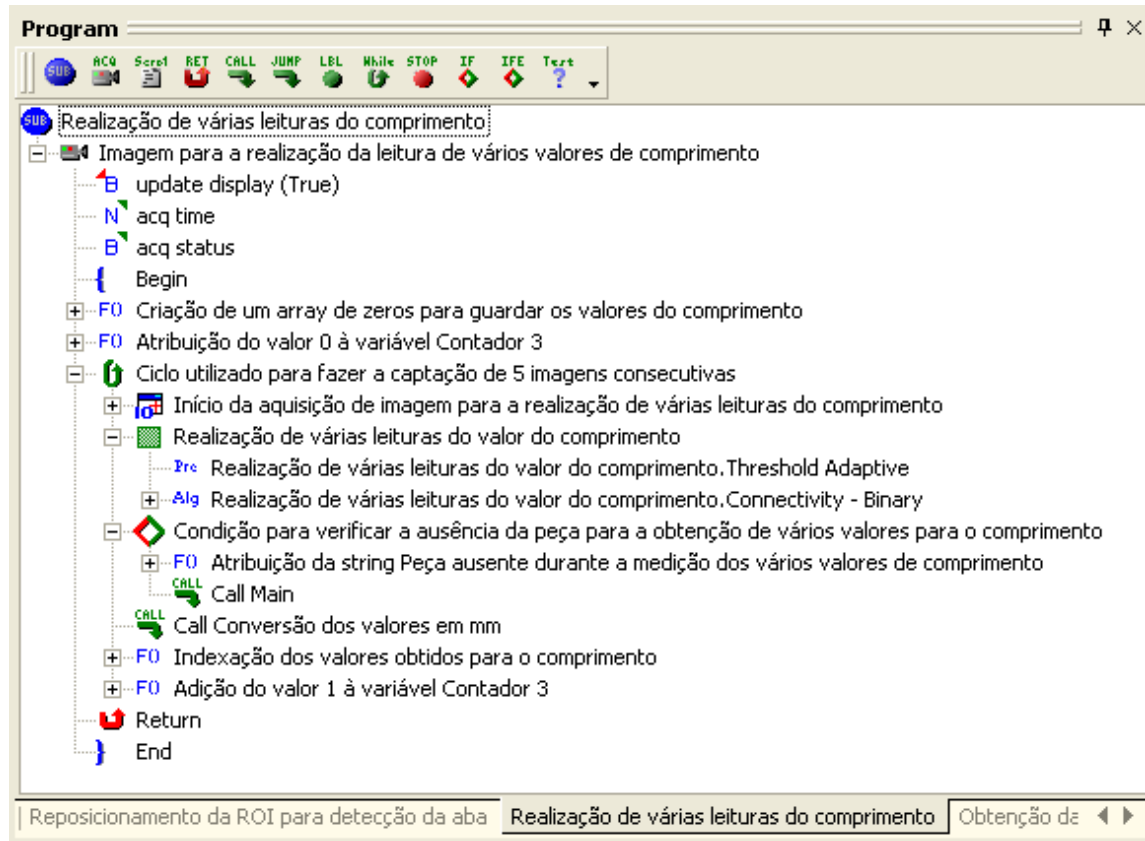 Program
SUB ACQ Script RET CALL JUMP LBL While STOP IF IFE Test ?
SUB Realização de várias leituras do comprimento
Imagem para a realização da leitura de vários valores de comprimento
B update display (True)
N acq time
B acq status
{ Begin
F() Criação de um array de zeros para guardar os valores do comprimento
F() Atribuição do valor 0 à variável Contador 3
Ciclo utilizado para fazer a captação de 5 imagens consecutivas
IO Início da aquisição de imagem para a realização de várias leituras do comprimento
Realização de várias leituras do valor do comprimento
Pre Realização de várias leituras do valor do comprimento.Threshold Adaptive
Alg Realização de várias leituras do valor do comprimento.Connectivity - Binary
Condição para verificar a ausência da peça para a obtenção de vários valores para o comprimento
F() Atribuição da string Peça ausente durante a medição dos vários valores de comprimento
CALL Call Main
CALL Call Conversão dos valores em mm
F() Indexação dos valores obtidos para o comprimento
F() Adição do valor 1 à variável Contador 3
Return
} End
Reposicionamento da ROI para detecção da aba Realização de várias leituras do comprimento Obtenção da